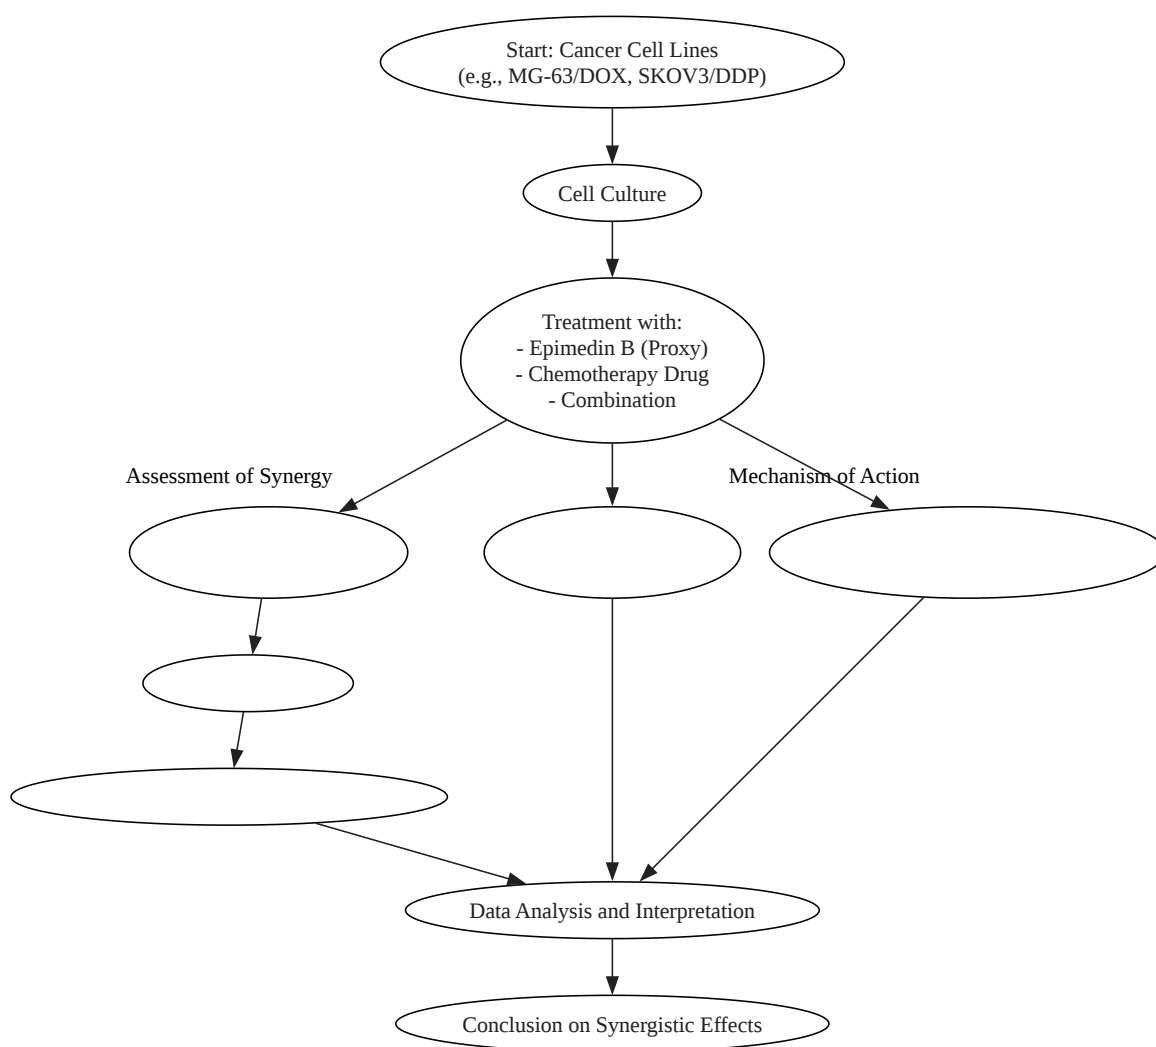 Start: Cancer Cell Lines
(e.g., MG-63/DOX, SKOV3/DDP)
Cell Culture
Treatment with:
- Epimedin B (Proxy)
- Chemotherapy Drug
- Combination
Assessment of Synergy
Mechanism of Action
Data Analysis and Interpretation
Conclusion on Synergistic Effects